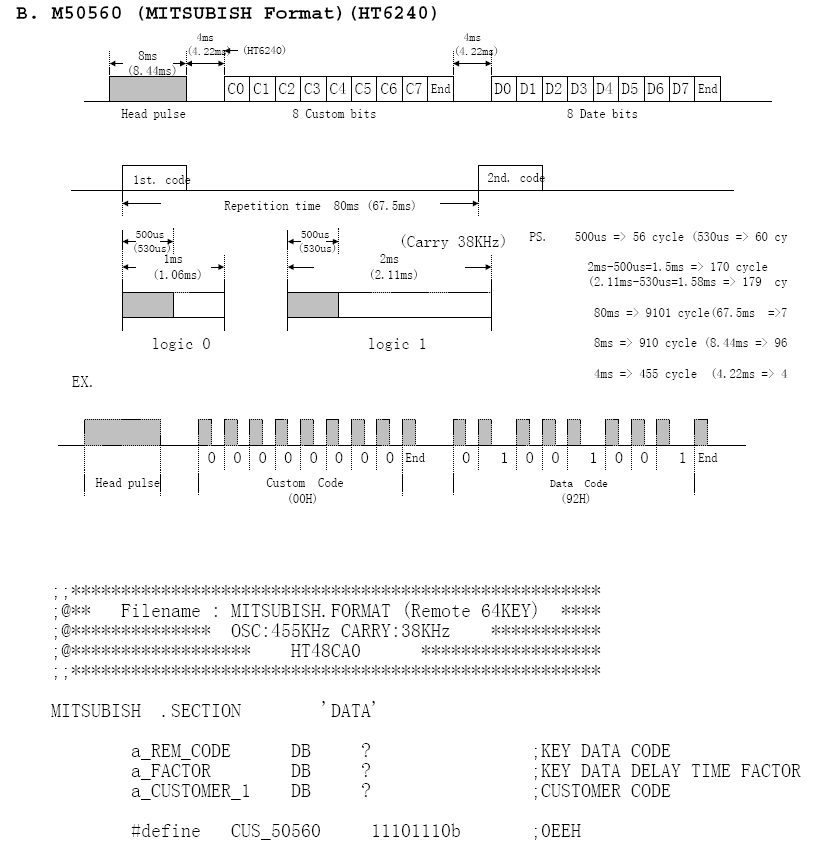 B. M50560 (MITSUBISH Format)(HT6240)
4ms
8ms (4.22ms (HT6240)
(8.44ms)
4ms
(4.22ms)
C0 C1 C2 C3 C4 C5 C6 C7 End D0 D1 D2 D3 D4 D5 D6 D7 End
Head pulse 8 Custom bits 8 Date bits
1st. code 2nd. code
Repetition time 80ms (67.5ms)
500us
(530us)
1ms
(1.06ms)
logic 0
500us
(530us)
(Carry 38KHz)
2ms
(2.11ms)
logic 1
PS. 500us => 56 cycle (530us => 60 cy
2ms-500us=1.5ms => 170 cycle
(2.11ms-530us=1.58ms => 179 cy
80ms => 9101 cycle(67.5ms =>7
8ms => 910 cycle (8.44ms => 96
4ms => 455 cycle (4.22ms => 4
EX.
0 0 0 0 0 0 0 0 End 0 1 0 0 1 0 0 1 End
Head pulse Custom Code Data Code
(00H) (92H)
;;*****************************************************
;@** Filename : MITSUBISH.FORMAT (Remote 64KEY) ****
;@************** OSC:455KHz CARRY:38KHz ***********
;@****************** HT48CA0 ******************
;;*****************************************************
MITSUBISH .SECTION 'DATA'
a_REM_CODE DB ? ;KEY DATA CODE
a_FACTOR DB ? ;KEY DATA DELAY TIME FACTOR
a_CUSTOMER_1 DB ? ;CUSTOMER CODE
#define CUS_50560 11101110b ;0EEH